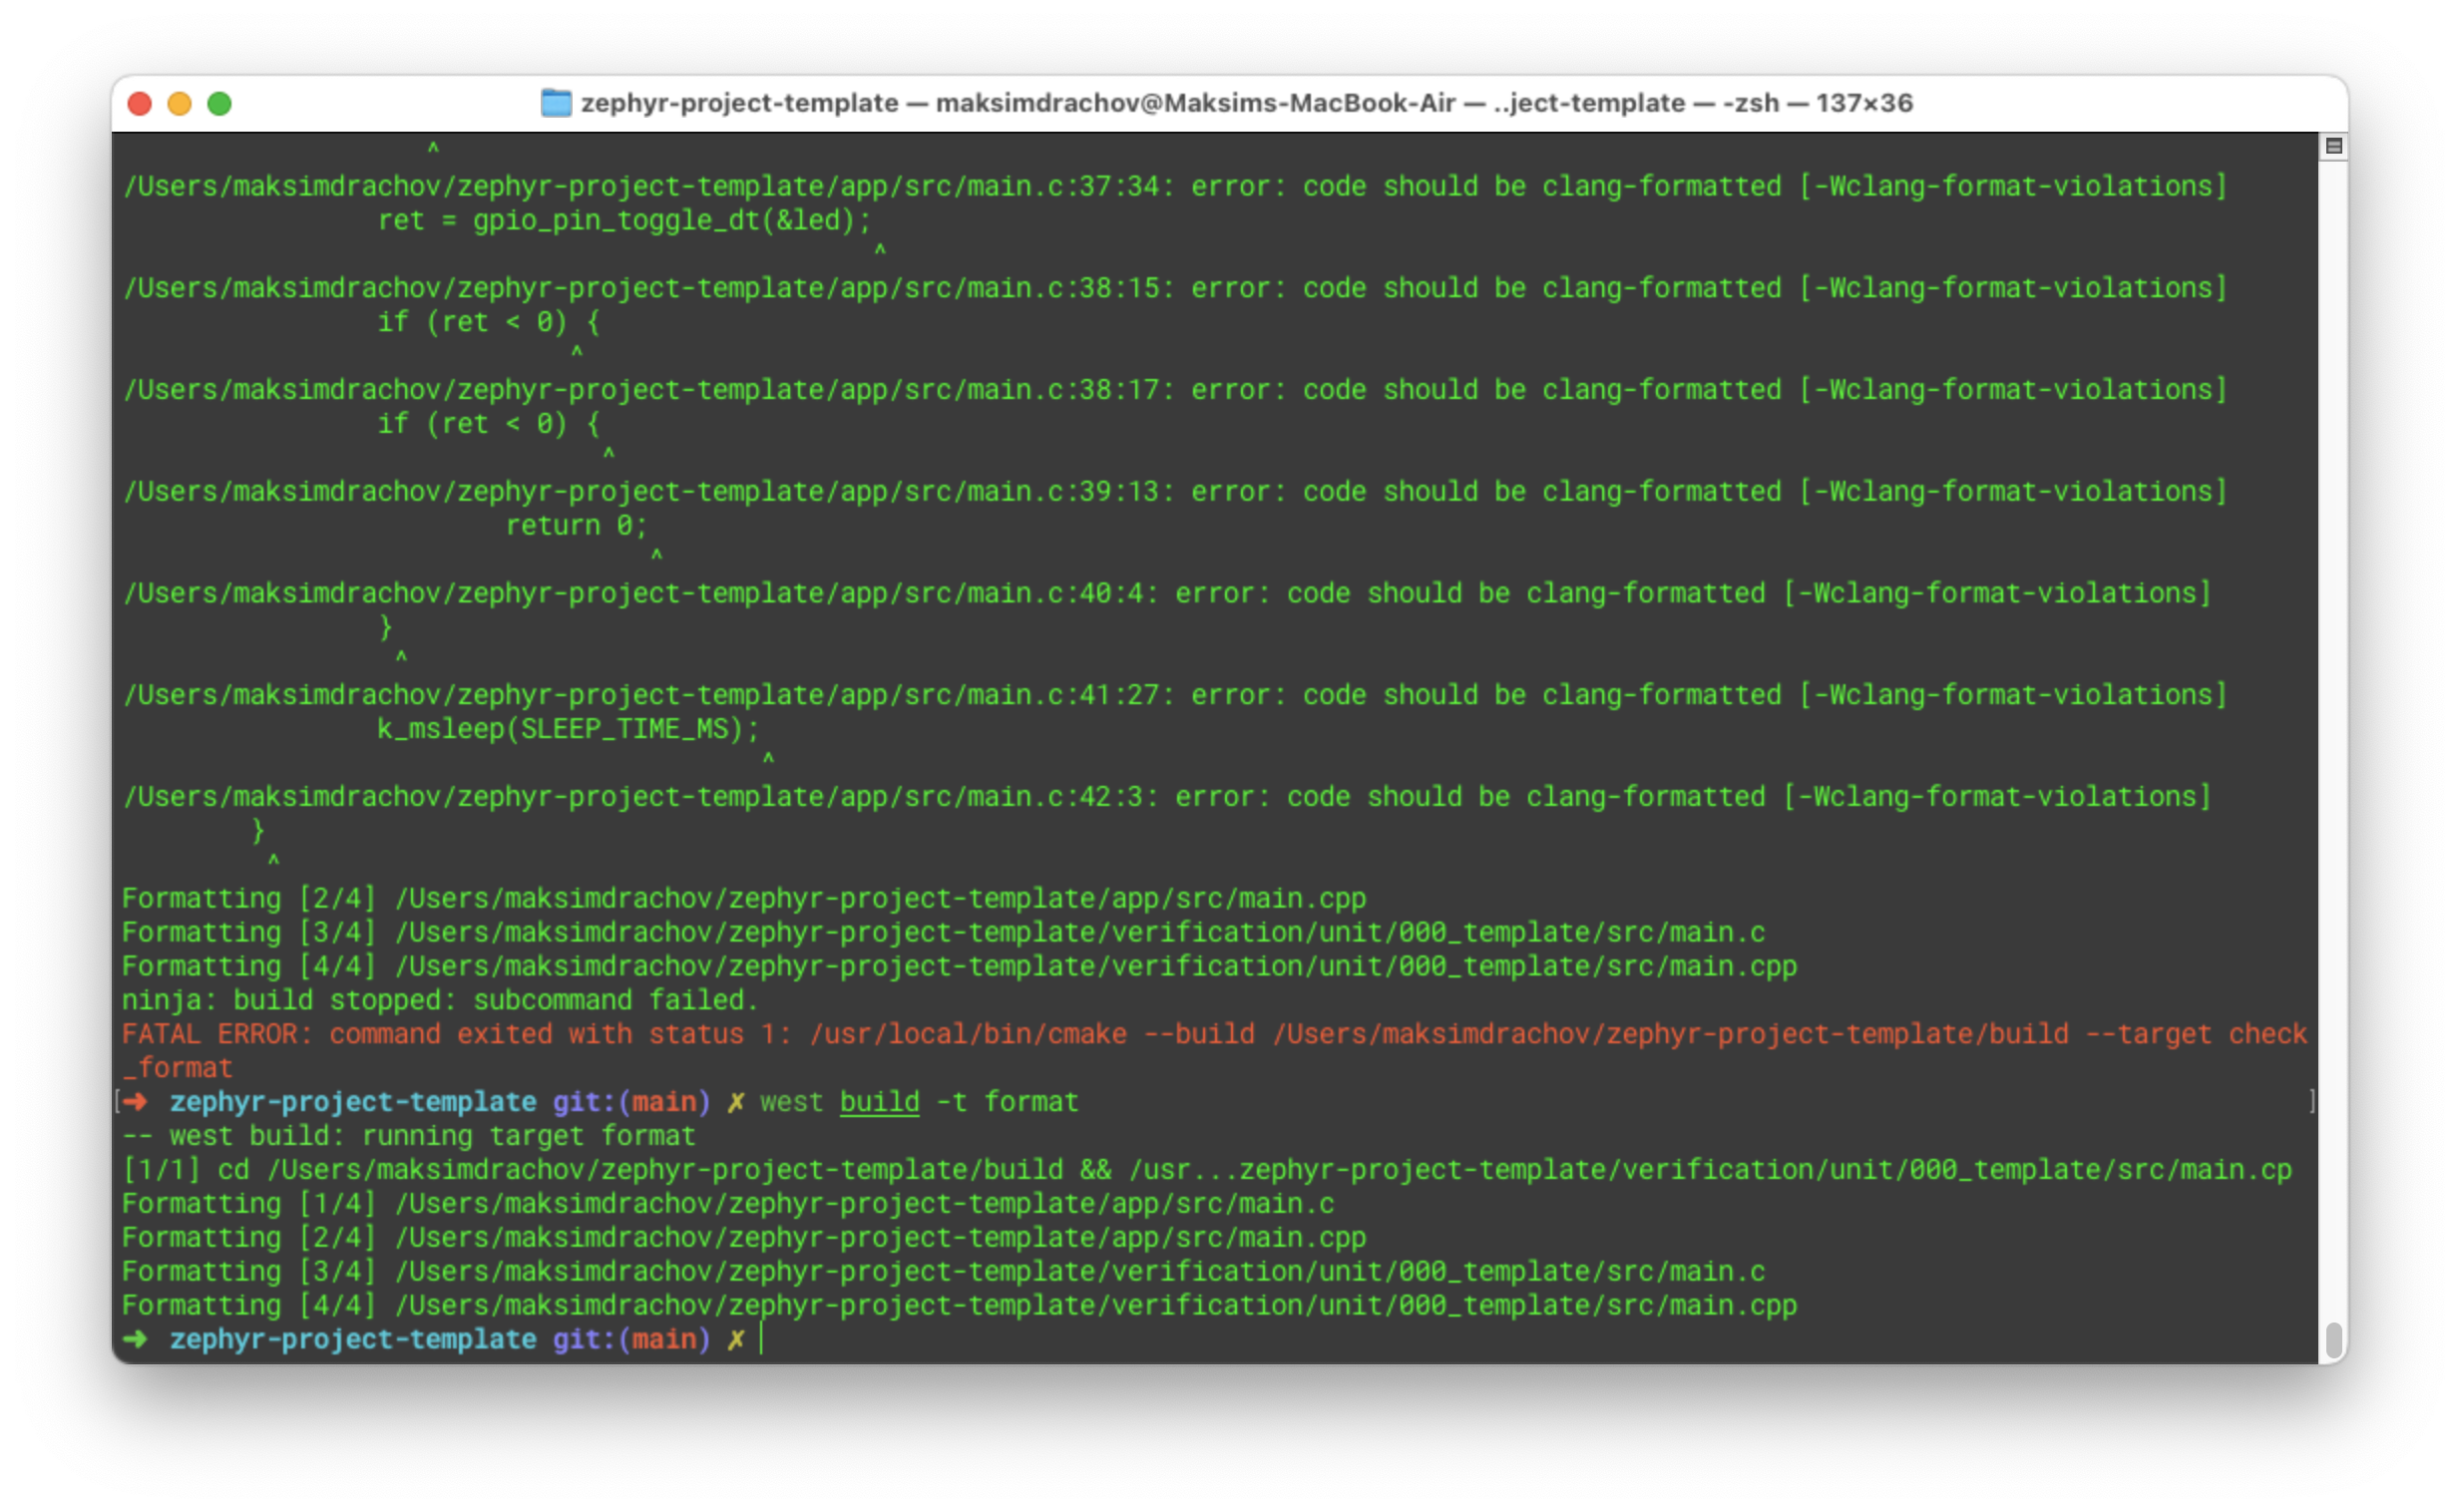 zephyr-project-template — maksimdrachov@Maksims-MacBook-Air — ..ject-template — -zsh — 137×36
^
/Users/maksimdrachov/zephyr-project-template/app/src/main.c:37:34: error: code should be clang-formatted [-Wclang-format-violations]
ret = gpio_pin_toggle_dt(&led);
^
/Users/maksimdrachov/zephyr-project-template/app/src/main.c:38:15: error: code should be clang-formatted [-Wclang-format-violations]
if (ret < 0) {
^
/Users/maksimdrachov/zephyr-project-template/app/src/main.c:38:17: error: code should be clang-formatted [-Wclang-format-violations]
if (ret < 0) {
^
/Users/maksimdrachov/zephyr-project-template/app/src/main.c:39:13: error: code should be clang-formatted [-Wclang-format-violations]
return 0;
^
/Users/maksimdrachov/zephyr-project-template/app/src/main.c:40:4: error: code should be clang-formatted [-Wclang-format-violations]
}
^
/Users/maksimdrachov/zephyr-project-template/app/src/main.c:41:27: error: code should be clang-formatted [-Wclang-format-violations]
k_msleep(SLEEP_TIME_MS);
^
/Users/maksimdrachov/zephyr-project-template/app/src/main.c:42:3: error: code should be clang-formatted [-Wclang-format-violations]
}
^
Formatting [2/4] /Users/maksimdrachov/zephyr-project-template/app/src/main.cpp
Formatting [3/4] /Users/maksimdrachov/zephyr-project-template/verification/unit/000_template/src/main.c
Formatting [4/4] /Users/maksimdrachov/zephyr-project-template/verification/unit/000_template/src/main.cpp
ninja: build stopped: subcommand failed.
FATAL ERROR: command exited with status 1: /usr/local/bin/cmake --build /Users/maksimdrachov/zephyr-project-template/build --target check
_format
[➜ zephyr-project-template git:(main) ✗ west build -t format ]
-- west build: running target format
[1/1] cd /Users/maksimdrachov/zephyr-project-template/build && /usr...zephyr-project-template/verification/unit/000_template/src/main.cp
Formatting [1/4] /Users/maksimdrachov/zephyr-project-template/app/src/main.c
Formatting [2/4] /Users/maksimdrachov/zephyr-project-template/app/src/main.cpp
Formatting [3/4] /Users/maksimdrachov/zephyr-project-template/verification/unit/000_template/src/main.c
Formatting [4/4] /Users/maksimdrachov/zephyr-project-template/verification/unit/000_template/src/main.cpp
➜ zephyr-project-template git:(main) ✗